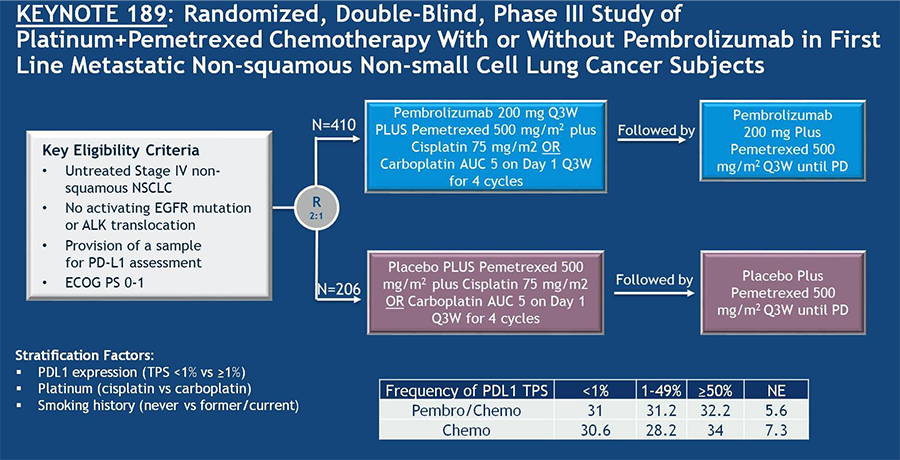 KEYNOTE 189: Randomized, Double-Blind, Phase III Study of
Platinum+Pemetrexed Chemotherapy With or Without Pembrolizumab in First
Line Metastatic Non-squamous Non-small Cell Lung Cancer Subjects
Key Eligibility Criteria
• Untreated Stage IV non-
squamous NSCLC
• No activating EGFR mutation
or ALK translocation
• Provision of a sample
for PD-L1 assessment
• ECOG PS 0-1
R
2:1
N=410
Pembrolizumab 200 mg Q3W
PLUS Pemetrexed 500 mg/m² plus
Cisplatin 75 mg/m2 OR
Carboplatin AUC 5 on Day 1 Q3W
for 4 cycles
Followed by
Pembrolizumab
200 mg Plus
Pemetrexed 500
mg/m² Q3W until PD
N=206
Placebo PLUS Pemetrexed 500
mg/m² plus Cisplatin 75 mg/m2
OR Carboplatin AUC 5 on Day 1
Q3W for 4 cycles
Followed by
Placebo Plus
Pemetrexed 500
mg/m² Q3W until PD
Stratification Factors:
▪ PDL1 expression (TPS <1% vs ≥1%)
▪ Platinum (cisplatin vs carboplatin)
▪ Smoking history (never vs former/current)
Frequency of PDL1 TPS <1% 1-49% ≥50% NE
Pembro/Chemo 31 31.2 32.2 5.6
Chemo 30.6 28.2 34 7.3